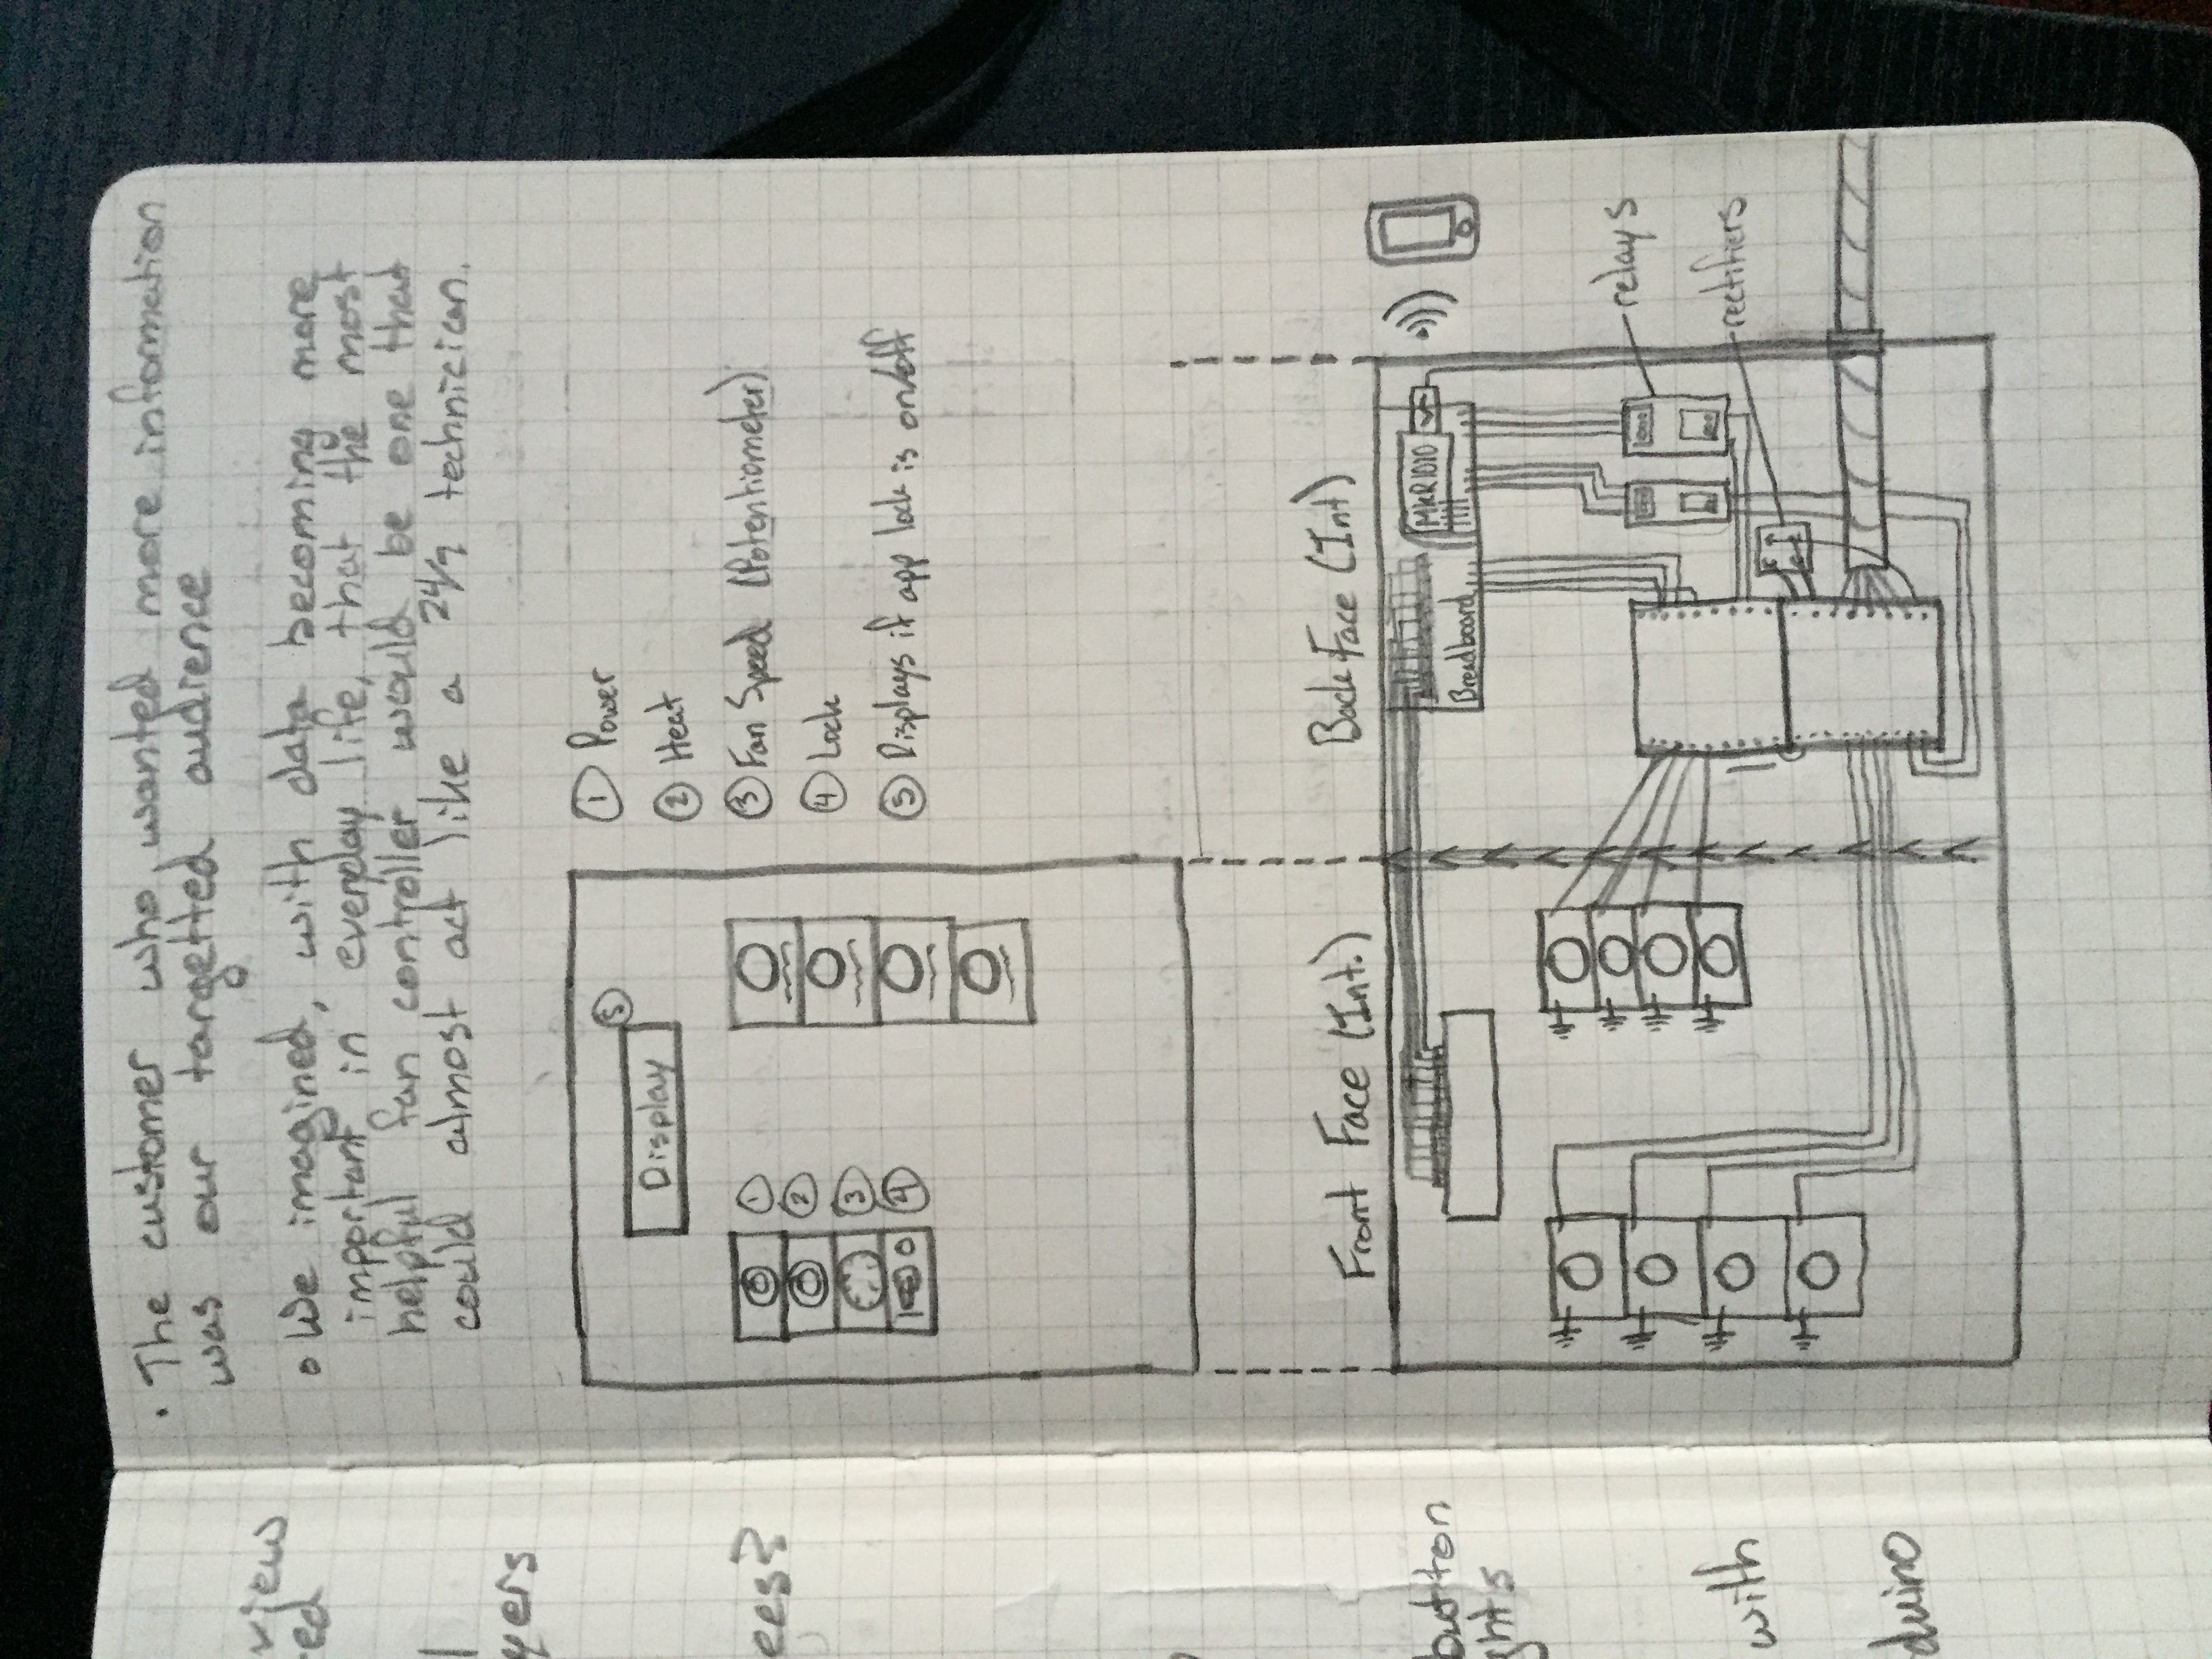 view
ed
yers
ees?
button
ghts
with
duino
· The customer who wanted more information
was our targetted audience
o We imagined, with data becoming more
important in everyday life, that the most
helpful fan controller would be one that
could almost act like a 24/7 technician.
5
Display
1
2
3
4
① Power
② Heat
③ Fan Speed (Potentiometer)
④ Lock
⑤ Displays if app lock is on/off
Front Face (Int.)
Back Face (Int)
MKR1010
Breadboard
relays
rectifiers